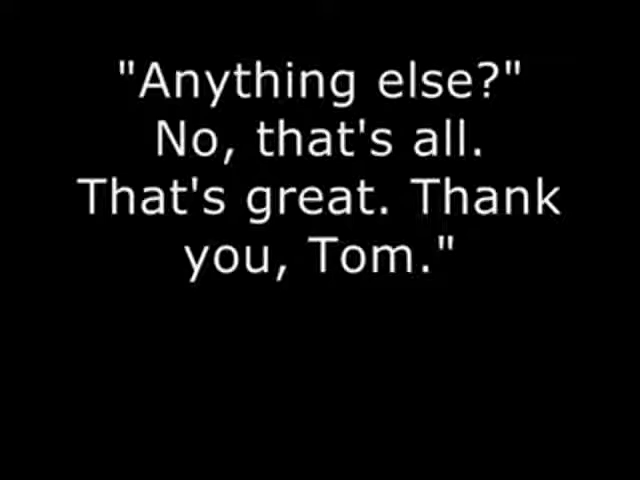 "Anything else?"
No, that's all.
That's great. Thank
you, Tom."